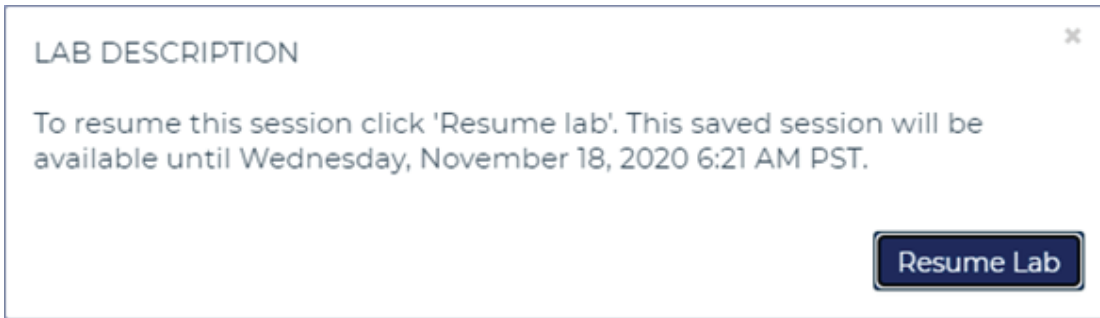 LAB DESCRIPTION
To resume this session click 'Resume lab'. This saved session will be
available until Wednesday, November 18, 2020 6:21 AM PST.
Resume Lab